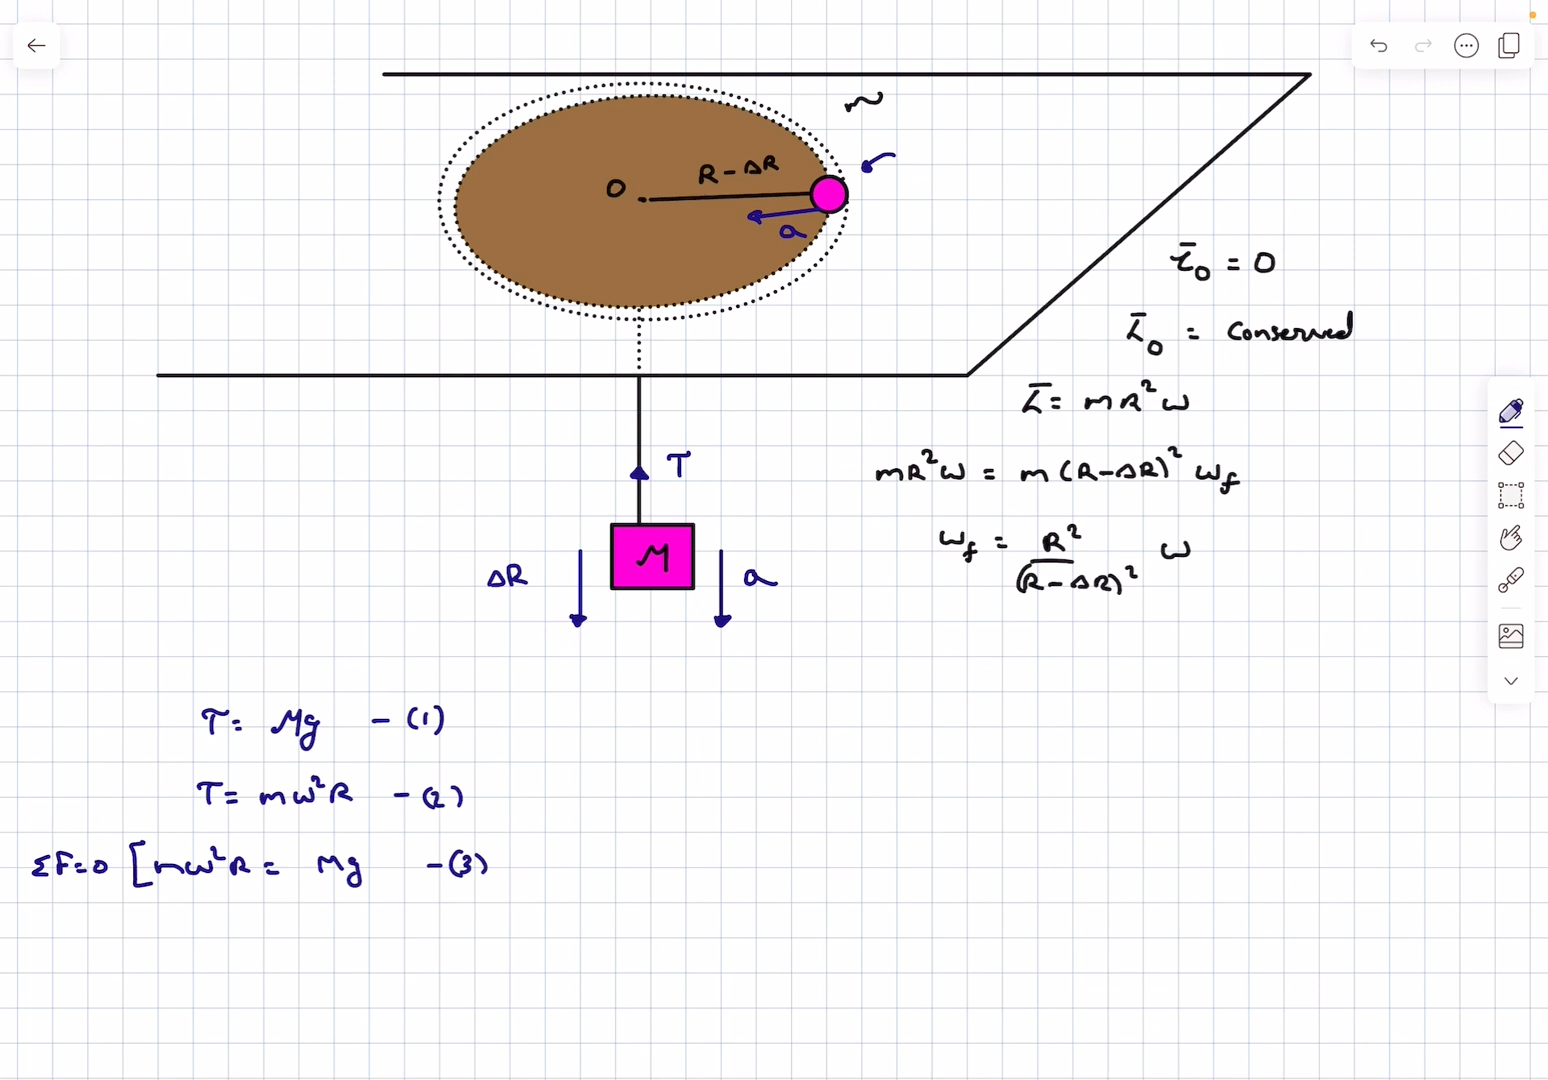 m
R - ΔR
O
a
τ̄₀ = 0
L̄₀ = Conserved
L̄ = mR²ω
T
mR²ω = m(R-ΔR)² ω_f
ω_f = R²/(R-ΔR)² ω
M
ΔR
a
T = Mg - (1)
T = mω²R - (2)
ΣF=0 [mω²R = Mg - (3)